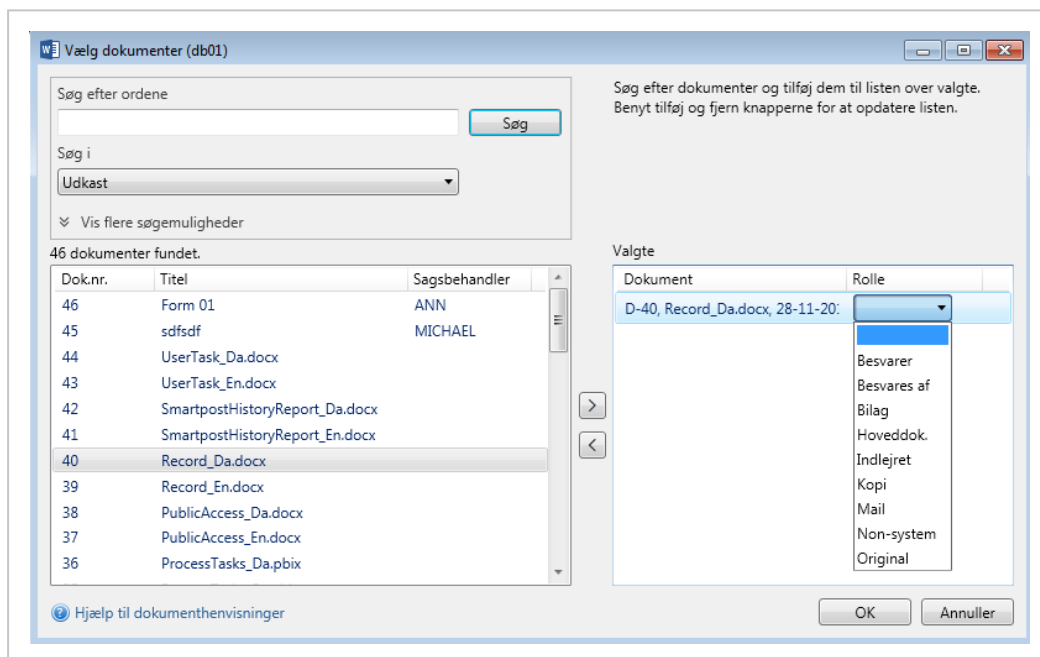 Vælg dokumenter (db01)
Søg efter ordene
Søg
Søg i
Udkast
Vis flere søgemuligheder
Søg efter dokumenter og tilføj dem til listen over valgte.
Benyt tilføj og fjern knapperne for at opdatere listen.
46 dokumenter fundet.
Dok.nr. Titel Sagsbehandler
46 Form 01 ANN
45 sdfsdf MICHAEL
44 UserTask_Da.docx
43 UserTask_En.docx
42 SmartpostHistoryReport_Da.docx
41 SmartpostHistoryReport_En.docx
40 Record_Da.docx
39 Record_En.docx
38 PublicAccess_Da.docx
37 PublicAccess_En.docx
36 ProcessTasks_Da.pbix
>
<
Valgte
Dokument Rolle
D-40, Record_Da.docx, 28-11-20
Besvarer
Besvares af
Bilag
Hoveddok.
Indlejret
Kopi
Mail
Non-system
Original
Hjælp til dokumenthenvisninger
OK Annuller